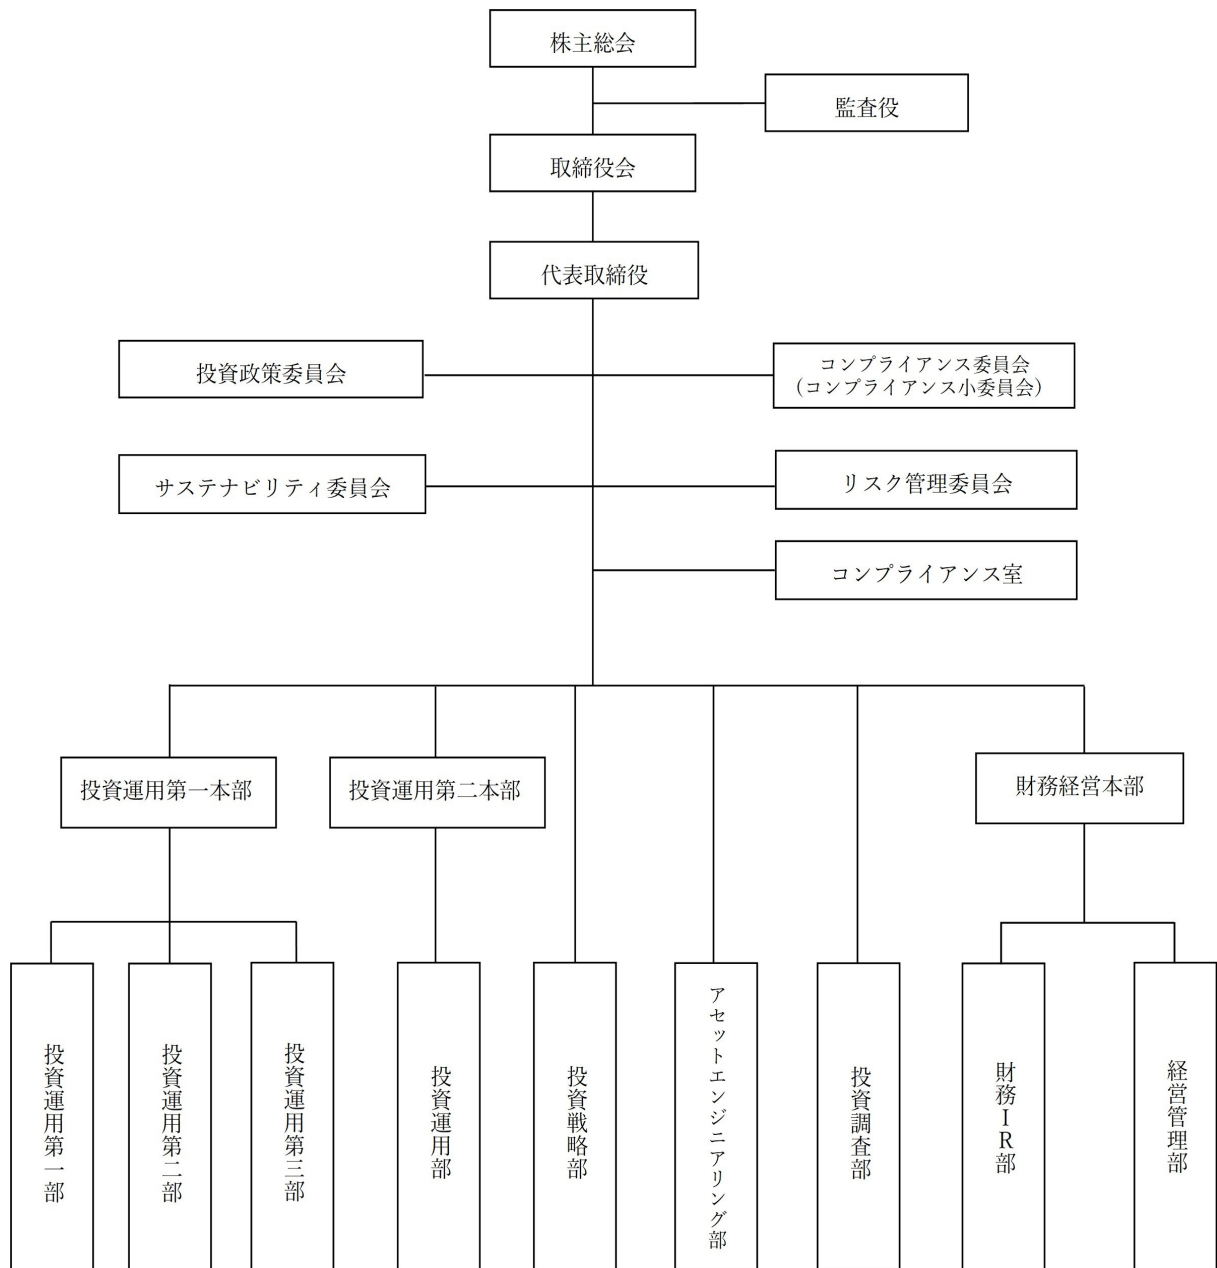 株主総会
監査役
取締役会
代表取締役
投資政策委員会
コンプライアンス委員会
（コンプライアンス小委員会）
サステナビリティ委員会
リスク管理委員会
コンプライアンス室
投資運用第一本部
投資運用第二本部
財務経営本部
投資運用第一部
投資運用第二部
投資運用第三部
投資運用部
投資戦略部
アセットエンジニアリング部
投資調査部
財務ＩＲ部
経営管理部